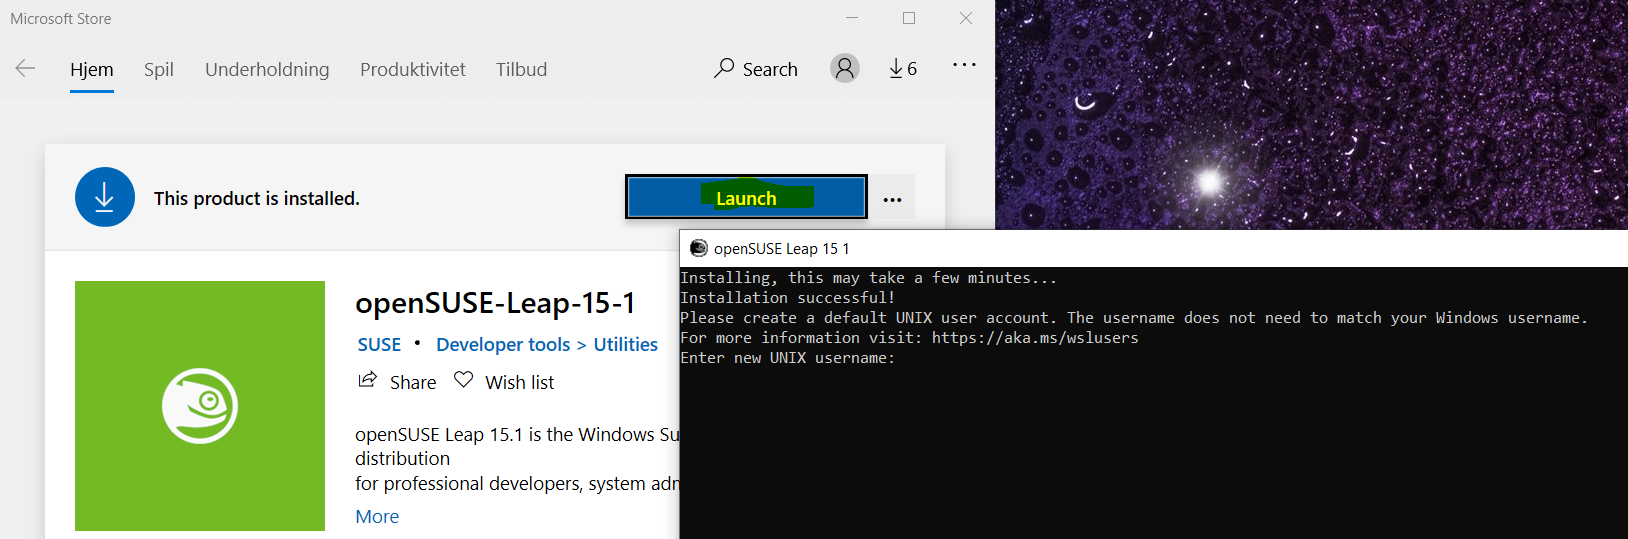 Microsoft Store
Hjem Spil Underholdning Produktivitet Tilbud Search 6
This product is installed. Launch
openSUSE-Leap-15-1
SUSE • Developer tools > Utilities
Share Wish list
openSUSE Leap 15.1 is the Windows Su
distribution
for professional developers, system adm
More
openSUSE Leap 15 1
Installing, this may take a few minutes...
Installation successful!
Please create a default UNIX user account. The username does not need to match your Windows username.
For more information visit: https://aka.ms/wslusers
Enter new UNIX username: